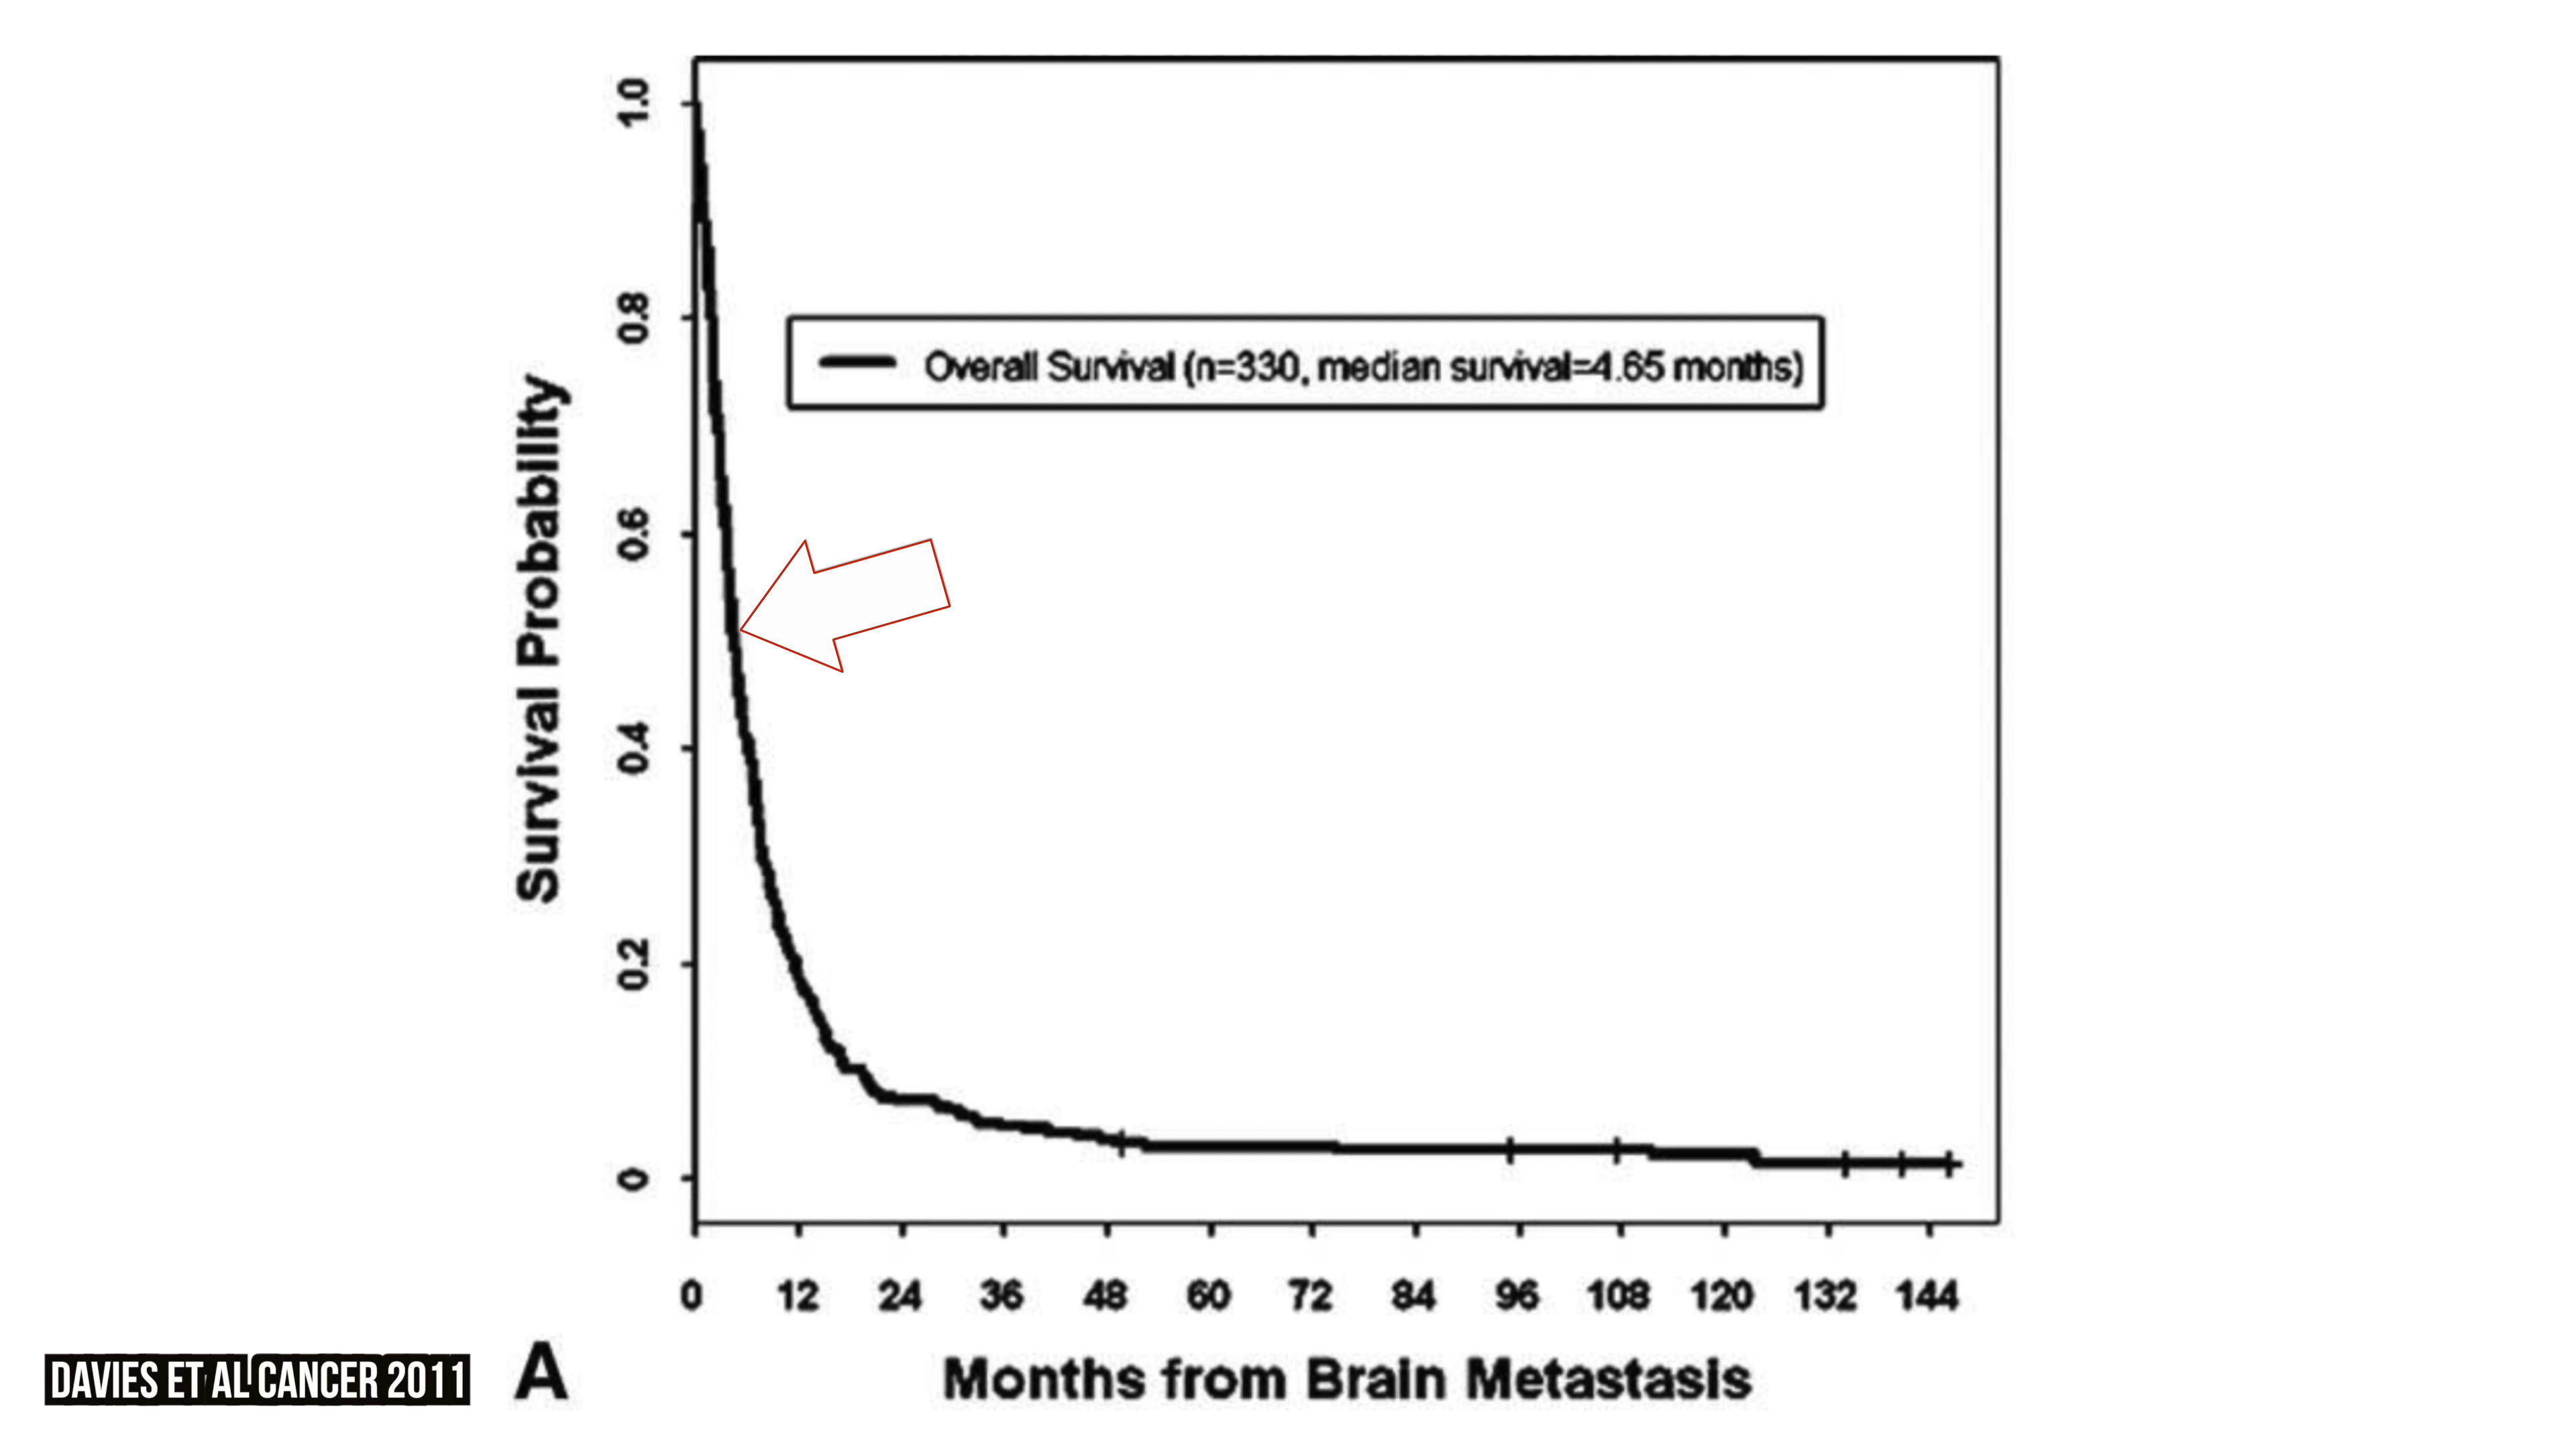 1.0
0.8
0.6
0.4
0.2
0
Survival Probability
Overall Survival (n=330, median survival=4.65 months)
0 12 24 36 48 60 72 84 96 108 120 132 144
Months from Brain Metastasis
A
DAVIES ET AL CANCER 2011